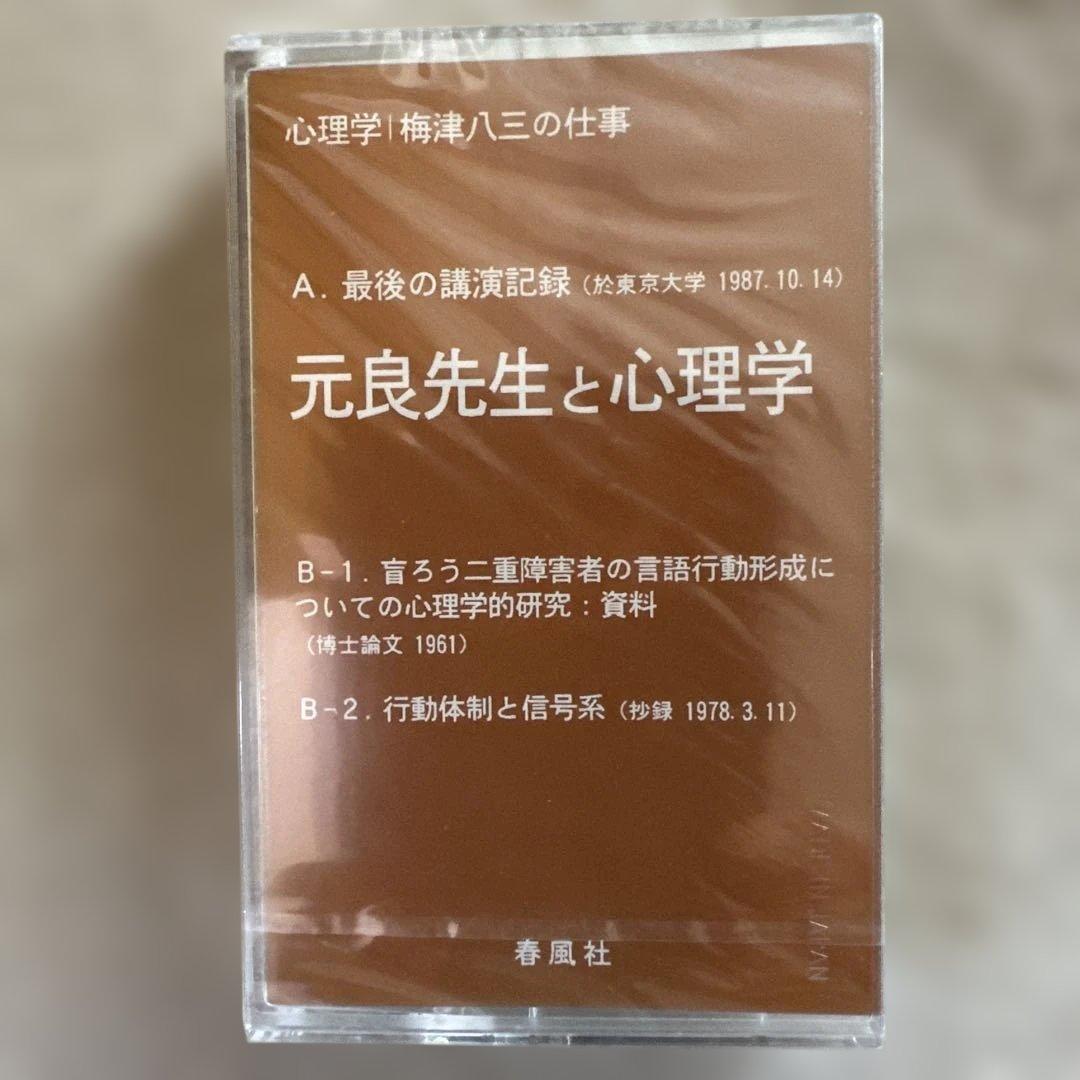 心理学|梅津八三の仕事
A. 最後の講演記録（於東京大学 1987.10.14）
元良先生と心理学
B-1. 盲ろう二重障害者の言語行動形成に
ついての心理学的研究：資料
（博士論文 1961）
B-2. 行動体制と信号系（抄録 1978.3.11）
春風社